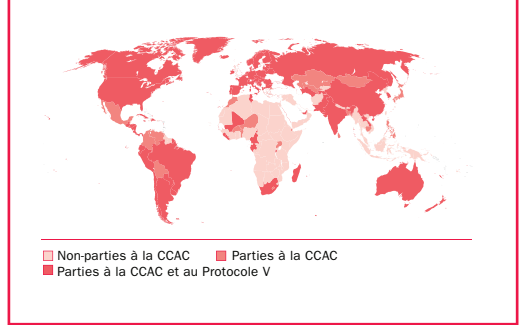 Non-parties à la CCAC Parties à la CCAC
Parties à la CCAC et au Protocole V